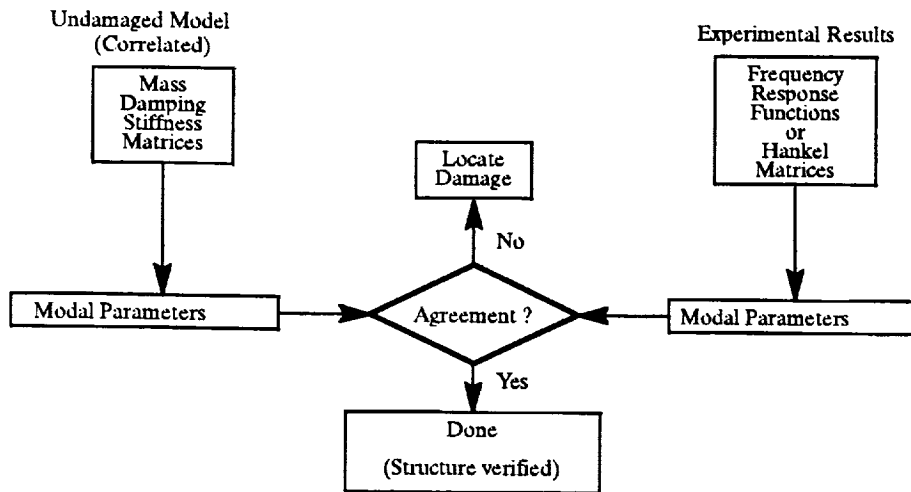 Undamaged Model
(Correlated)
Mass
Damping
Stiffness
Matrices
Experimental Results
Frequency
Response
Functions
or
Hankel
Matrices
Locate
Damage
No
Modal Parameters
Agreement ?
Modal Parameters
Yes
Done
(Structure verified)